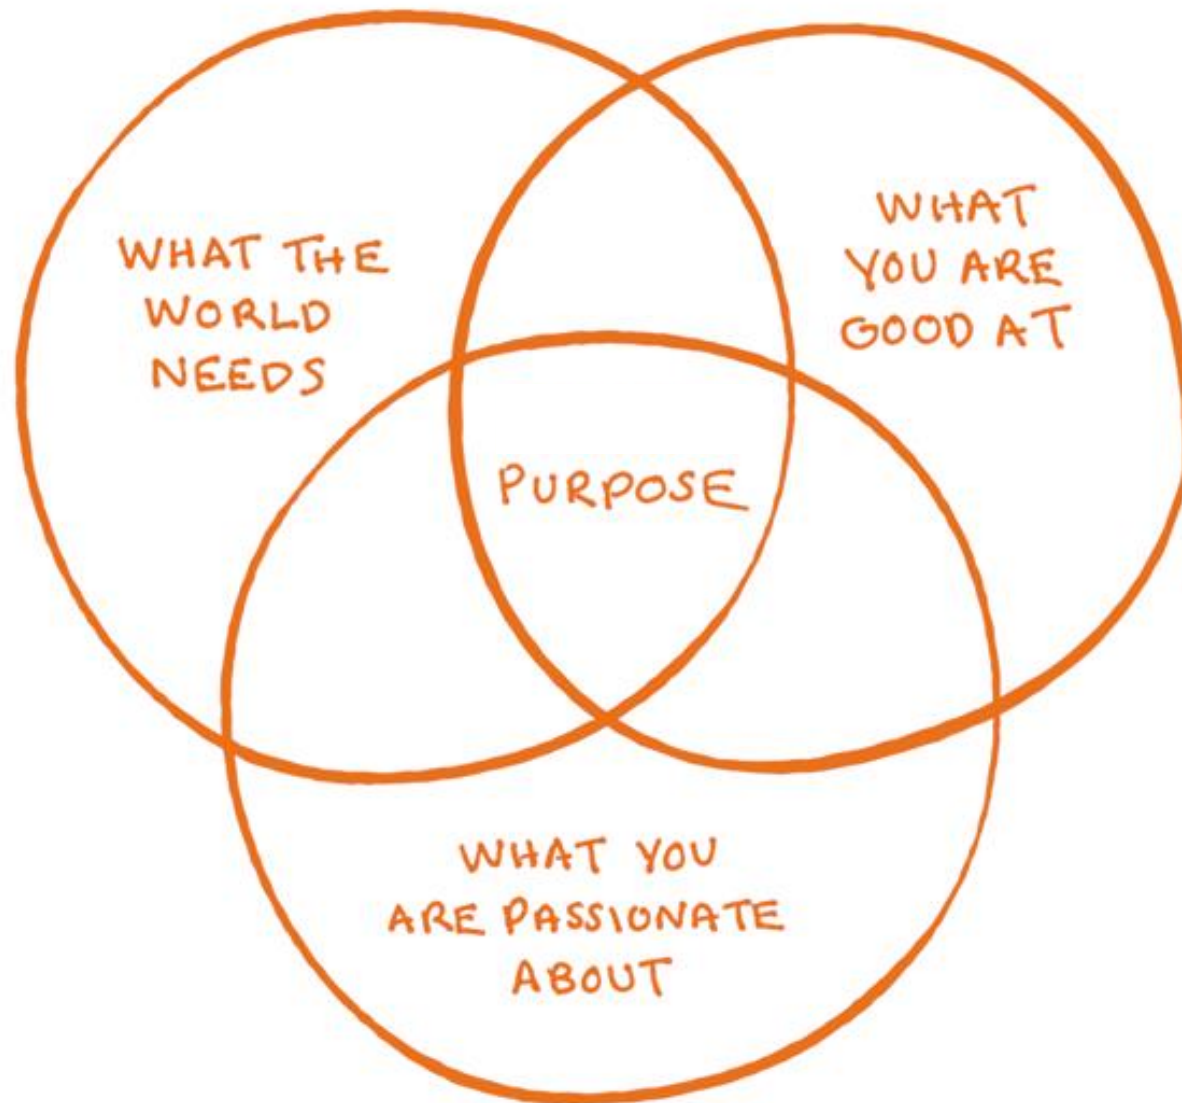 WHAT THE
WORLD
NEEDS
WHAT
YOU ARE
GOOD AT
PURPOSE
WHAT YOU
ARE PASSIONATE
ABOUT